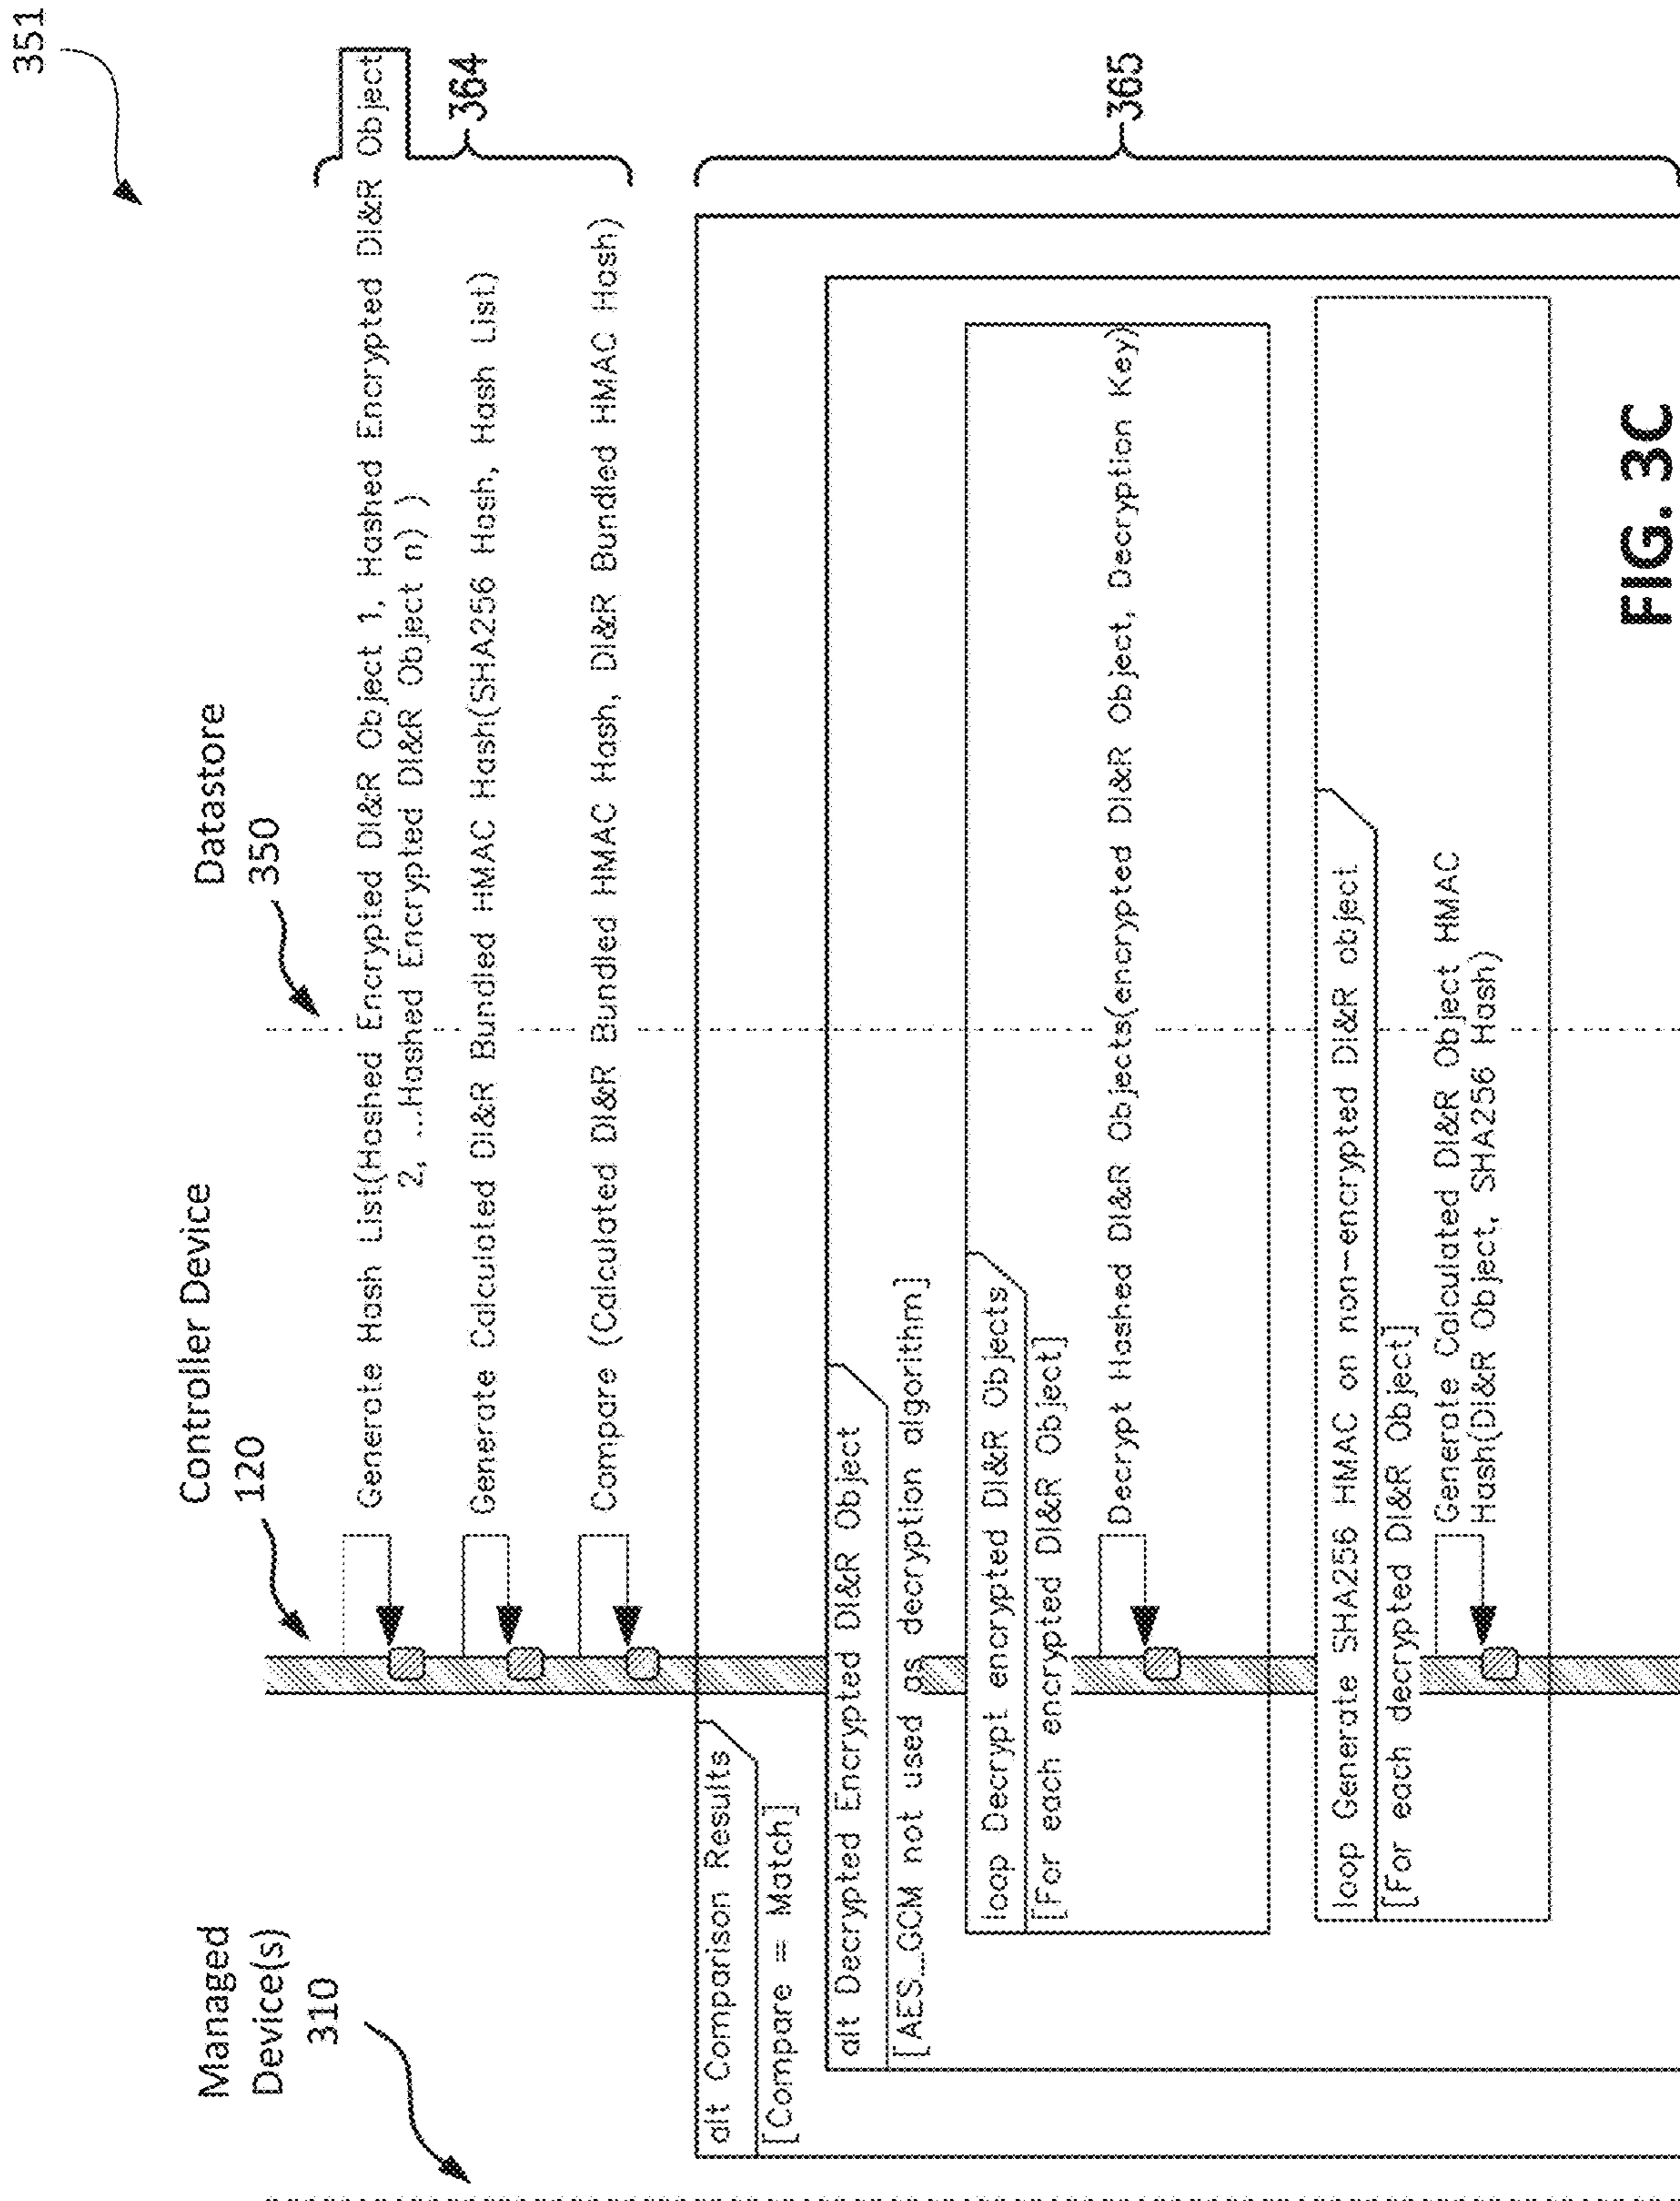 351
Managed
Device(s)
310
Controller Device
120
Datastore
350
Generate Hash List(Hashed Encrypted DI&R Object 1, Hashed Encrypted DI&R Object
2, ...Hashed Encrypted DI&R Object n) )
Generate Calculated DI&R Bundled HMAC Hash(SHA256 Hash, Hash List)
364
Compare (Calculated DI&R Bundled HMAC Hash, DI&R Bundled HMAC Hash)
alt Comparison Results
[Compare = Match]
alt Decrypted Encrypted DI&R Object
[AES_GCM not used as decryption algorithm]
loop Decrypt encrypted DI&R Objects
[For each encrypted DI&R Object]
Decrypt Hashed DI&R Objects(encrypted DI&R Object, Decryption Key)
365
loop Generate SHA256 HMAC on non-encrypted DI&R object
[For each decrypted DI&R Object]
Generate Calculated DI&R Object HMAC
Hash(DI&R Object, SHA256 Hash)
FIG. 3C